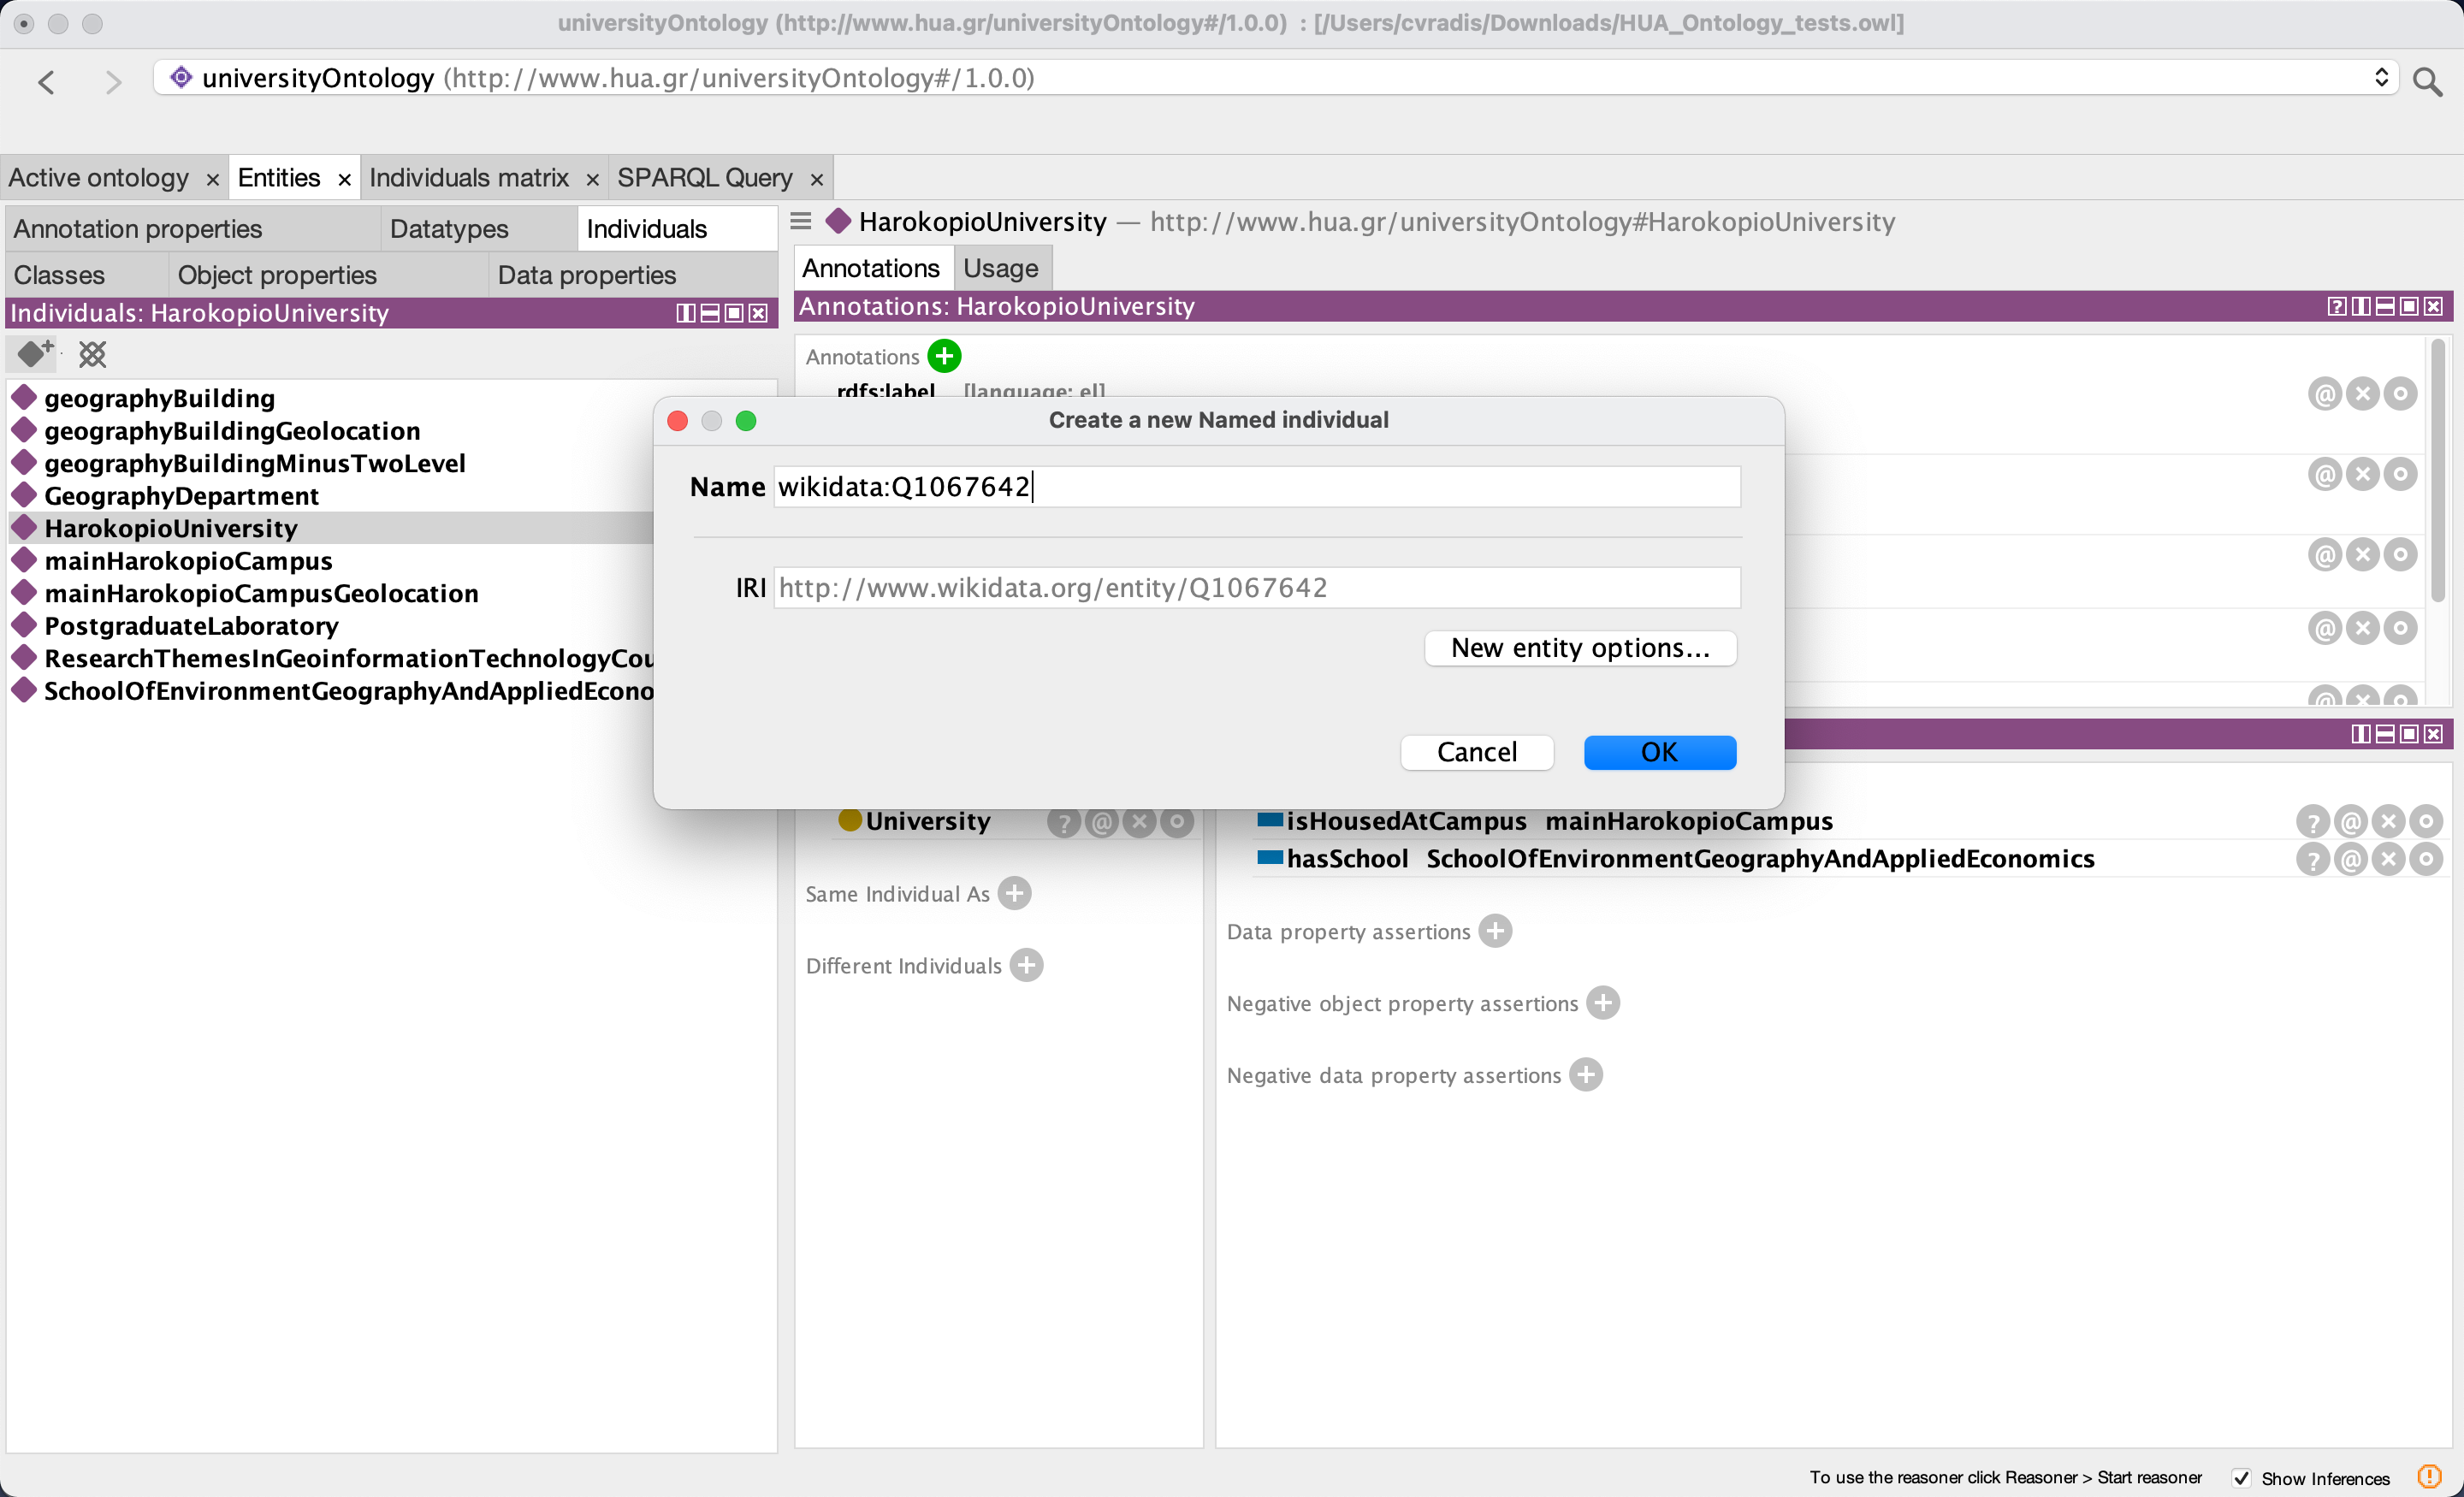 universityOntology (http://www.hua.gr/universityOntology#/1.0.0)  : [/Users/cvradis/Downloads/HUA_Ontology_tests.owl]
universityOntology (http://www.hua.gr/universityOntology#/1.0.0)
Active ontology × Entities × Individuals matrix × SPARQL Query ×
Annotation properties Datatypes Individuals
Classes Object properties Data properties
Individuals: HarokopioUniversity
geographyBuilding
geographyBuildingGeolocation
geographyBuildingMinusTwoLevel
GeographyDepartment
HarokopioUniversity
mainHarokopioCampus
mainHarokopioCampusGeolocation
PostgraduateLaboratory
ResearchThemesInGeoinformationTechnologyCou
SchoolOfEnvironmentGeographyAndAppliedEcono
HarokopioUniversity — http://www.hua.gr/universityOntology#HarokopioUniversity
Annotations Usage
Annotations: HarokopioUniversity
Annotations
rdfs:label [language: el]
Create a new Named individual
Name wikidata:Q1067642
IRI http://www.wikidata.org/entity/Q1067642
New entity options...
Cancel OK
University
Same Individual As
Different Individuals
isHousedAtCampus mainHarokopioCampus
hasSchool SchoolOfEnvironmentGeographyAndAppliedEconomics
Data property assertions
Negative object property assertions
Negative data property assertions
To use the reasoner click Reasoner > Start reasoner Show Inferences